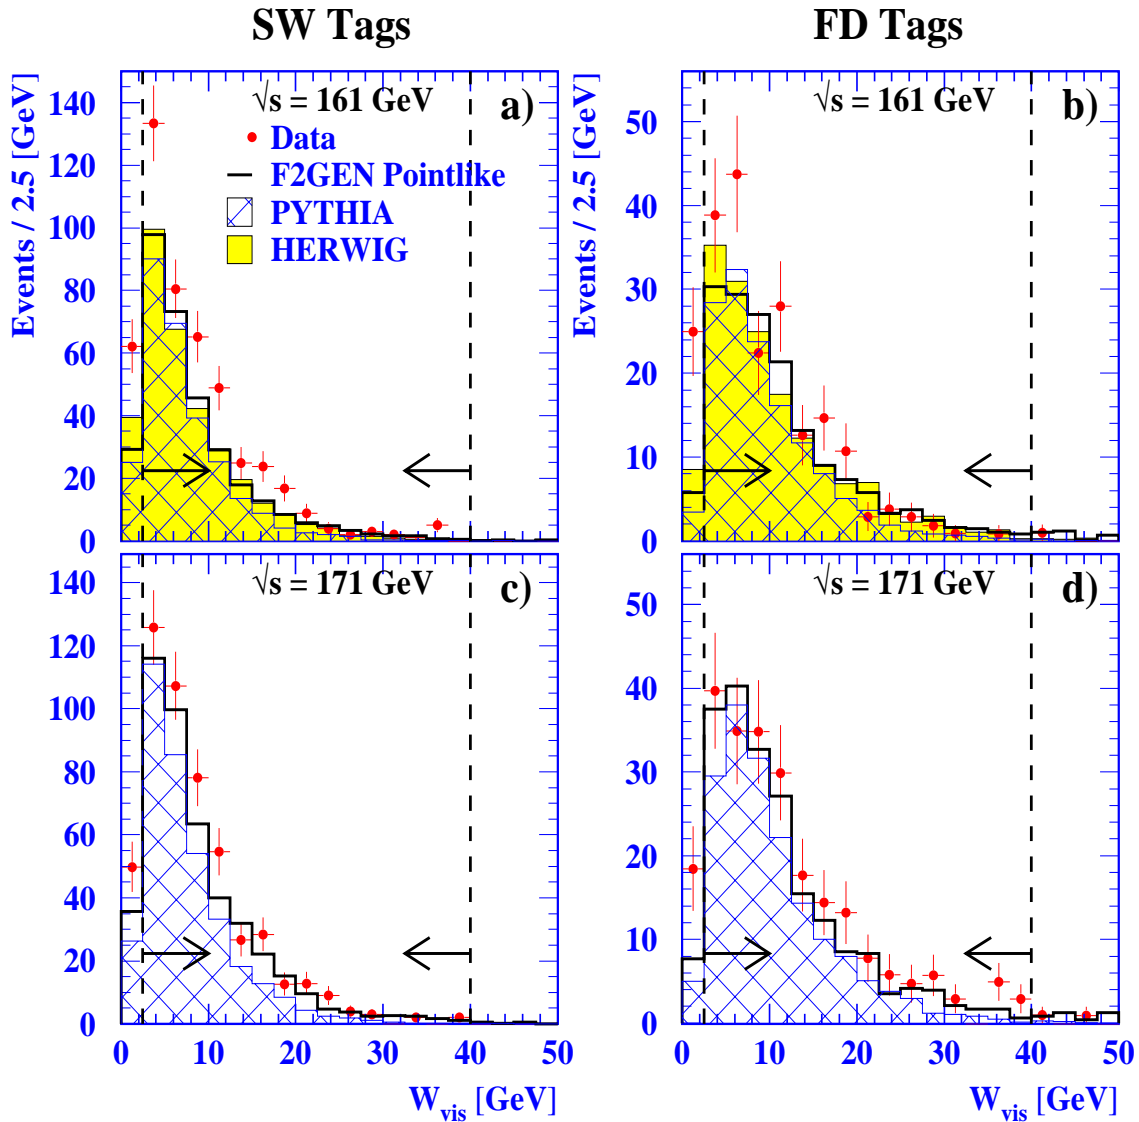 SW Tags
FD Tags
Events / 2.5 [GeV]
140
120
100
80
60
40
20
0
√s = 161 GeV
a)
Data
F2GEN Pointlike
PYTHIA
HERWIG
Events / 2.5 [GeV]
50
40
30
20
10
0
√s = 161 GeV
b)
140
120
100
80
60
40
20
0
√s = 171 GeV
c)
0 10 20 30 40 50
W_vis [GeV]
50
40
30
20
10
0
√s = 171 GeV
d)
0 10 20 30 40 50
W_vis [GeV]